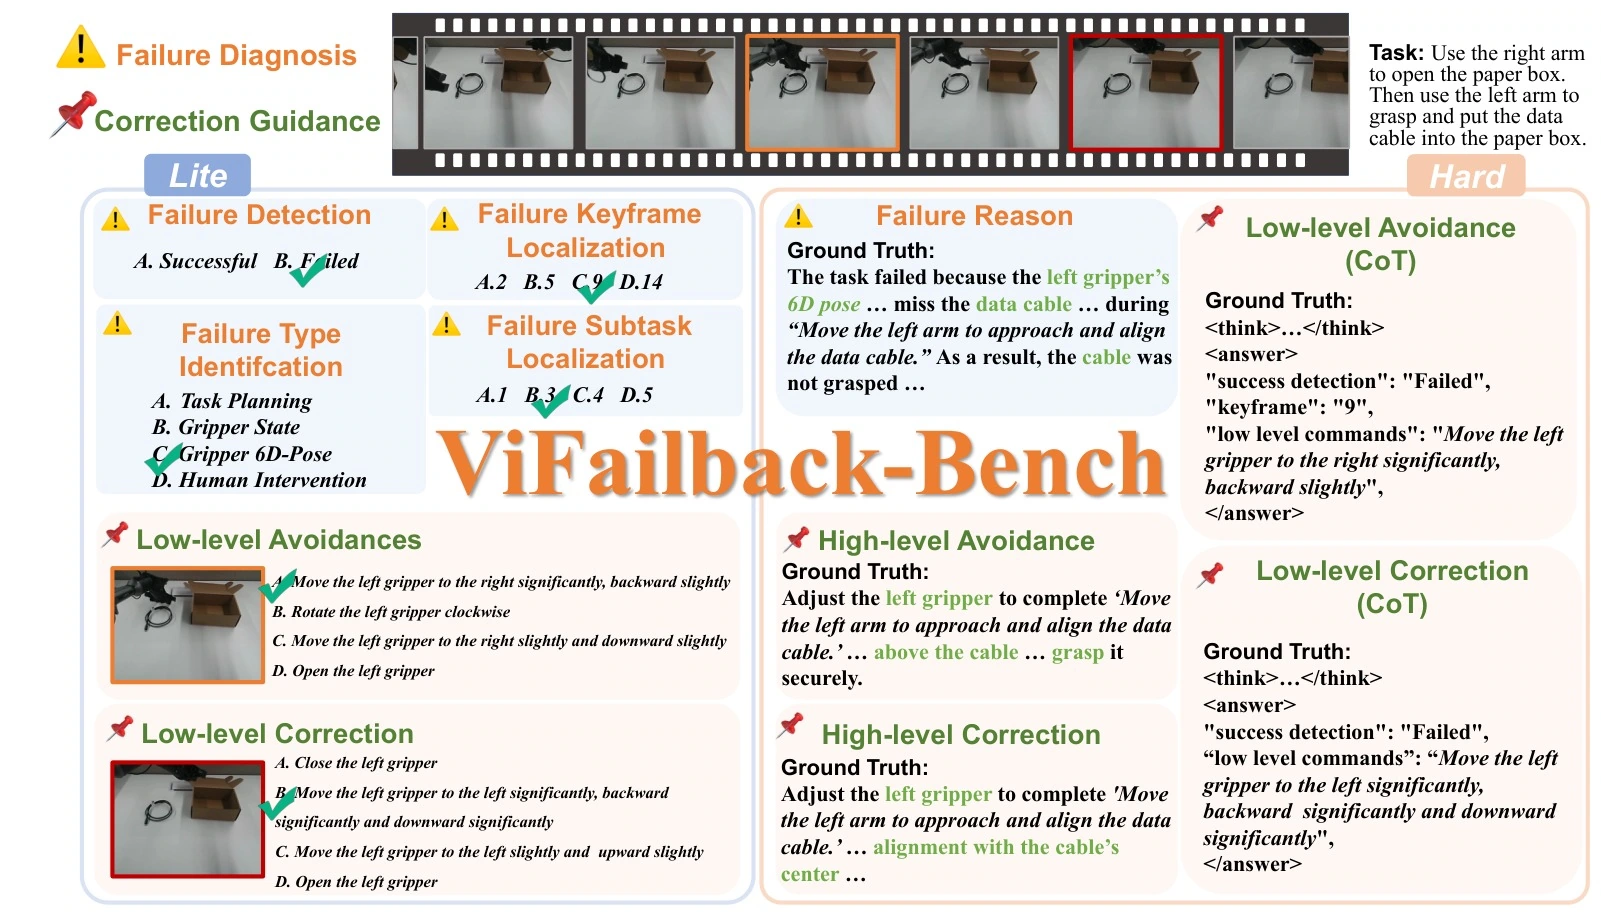 Failure Diagnosis
Correction Guidance
Task: Use the right arm
to open the paper box.
Then use the left arm to
grasp and put the data
cable into the paper box.
Lite
Failure Detection
A. Successful B. Failed
Failure Keyframe
Localization
A.2 B.5 C.9 D.14
Failure Type
Identifcation
A. Task Planning
B. Gripper State
C. Gripper 6D-Pose
D. Human Intervention
Failure Subtask
Localization
A.1 B.3 C.4 D.5
Low-level Avoidances
A. Move the left gripper to the right significantly, backward slightly
B. Rotate the left gripper clockwise
C. Move the left gripper to the right slightly and downward slightly
D. Open the left gripper
Low-level Correction
A. Close the left gripper
B. Move the left gripper to the left significantly, backward
significantly and downward significantly
C. Move the left gripper to the left slightly and upward slightly
D. Open the left gripper
ViFailback-Bench
Hard
Failure Reason
Ground Truth:
The task failed because the left gripper’s
6D pose … miss the data cable … during
“Move the left arm to approach and align
the data cable.” As a result, the cable was
not grasped …
High-level Avoidance
Ground Truth:
Adjust the left gripper to complete ‘Move
the left arm to approach and align the data
cable.’ … above the cable … grasp it
securely.
High-level Correction
Ground Truth:
Adjust the left gripper to complete 'Move
the left arm to approach and align the data
cable.’ … alignment with the cable’s
center …
Low-level Avoidance
(CoT)
Ground Truth:
<think>…</think>
<answer>
"success detection": "Failed",
"keyframe": "9",
"low level commands": "Move the left
gripper to the right significantly,
backward slightly",
</answer>
Low-level Correction
(CoT)
Ground Truth:
<think>…</think>
<answer>
"success detection": "Failed",
“low level commands”: “Move the left
gripper to the left significantly,
backward significantly and downward
significantly",
</answer>